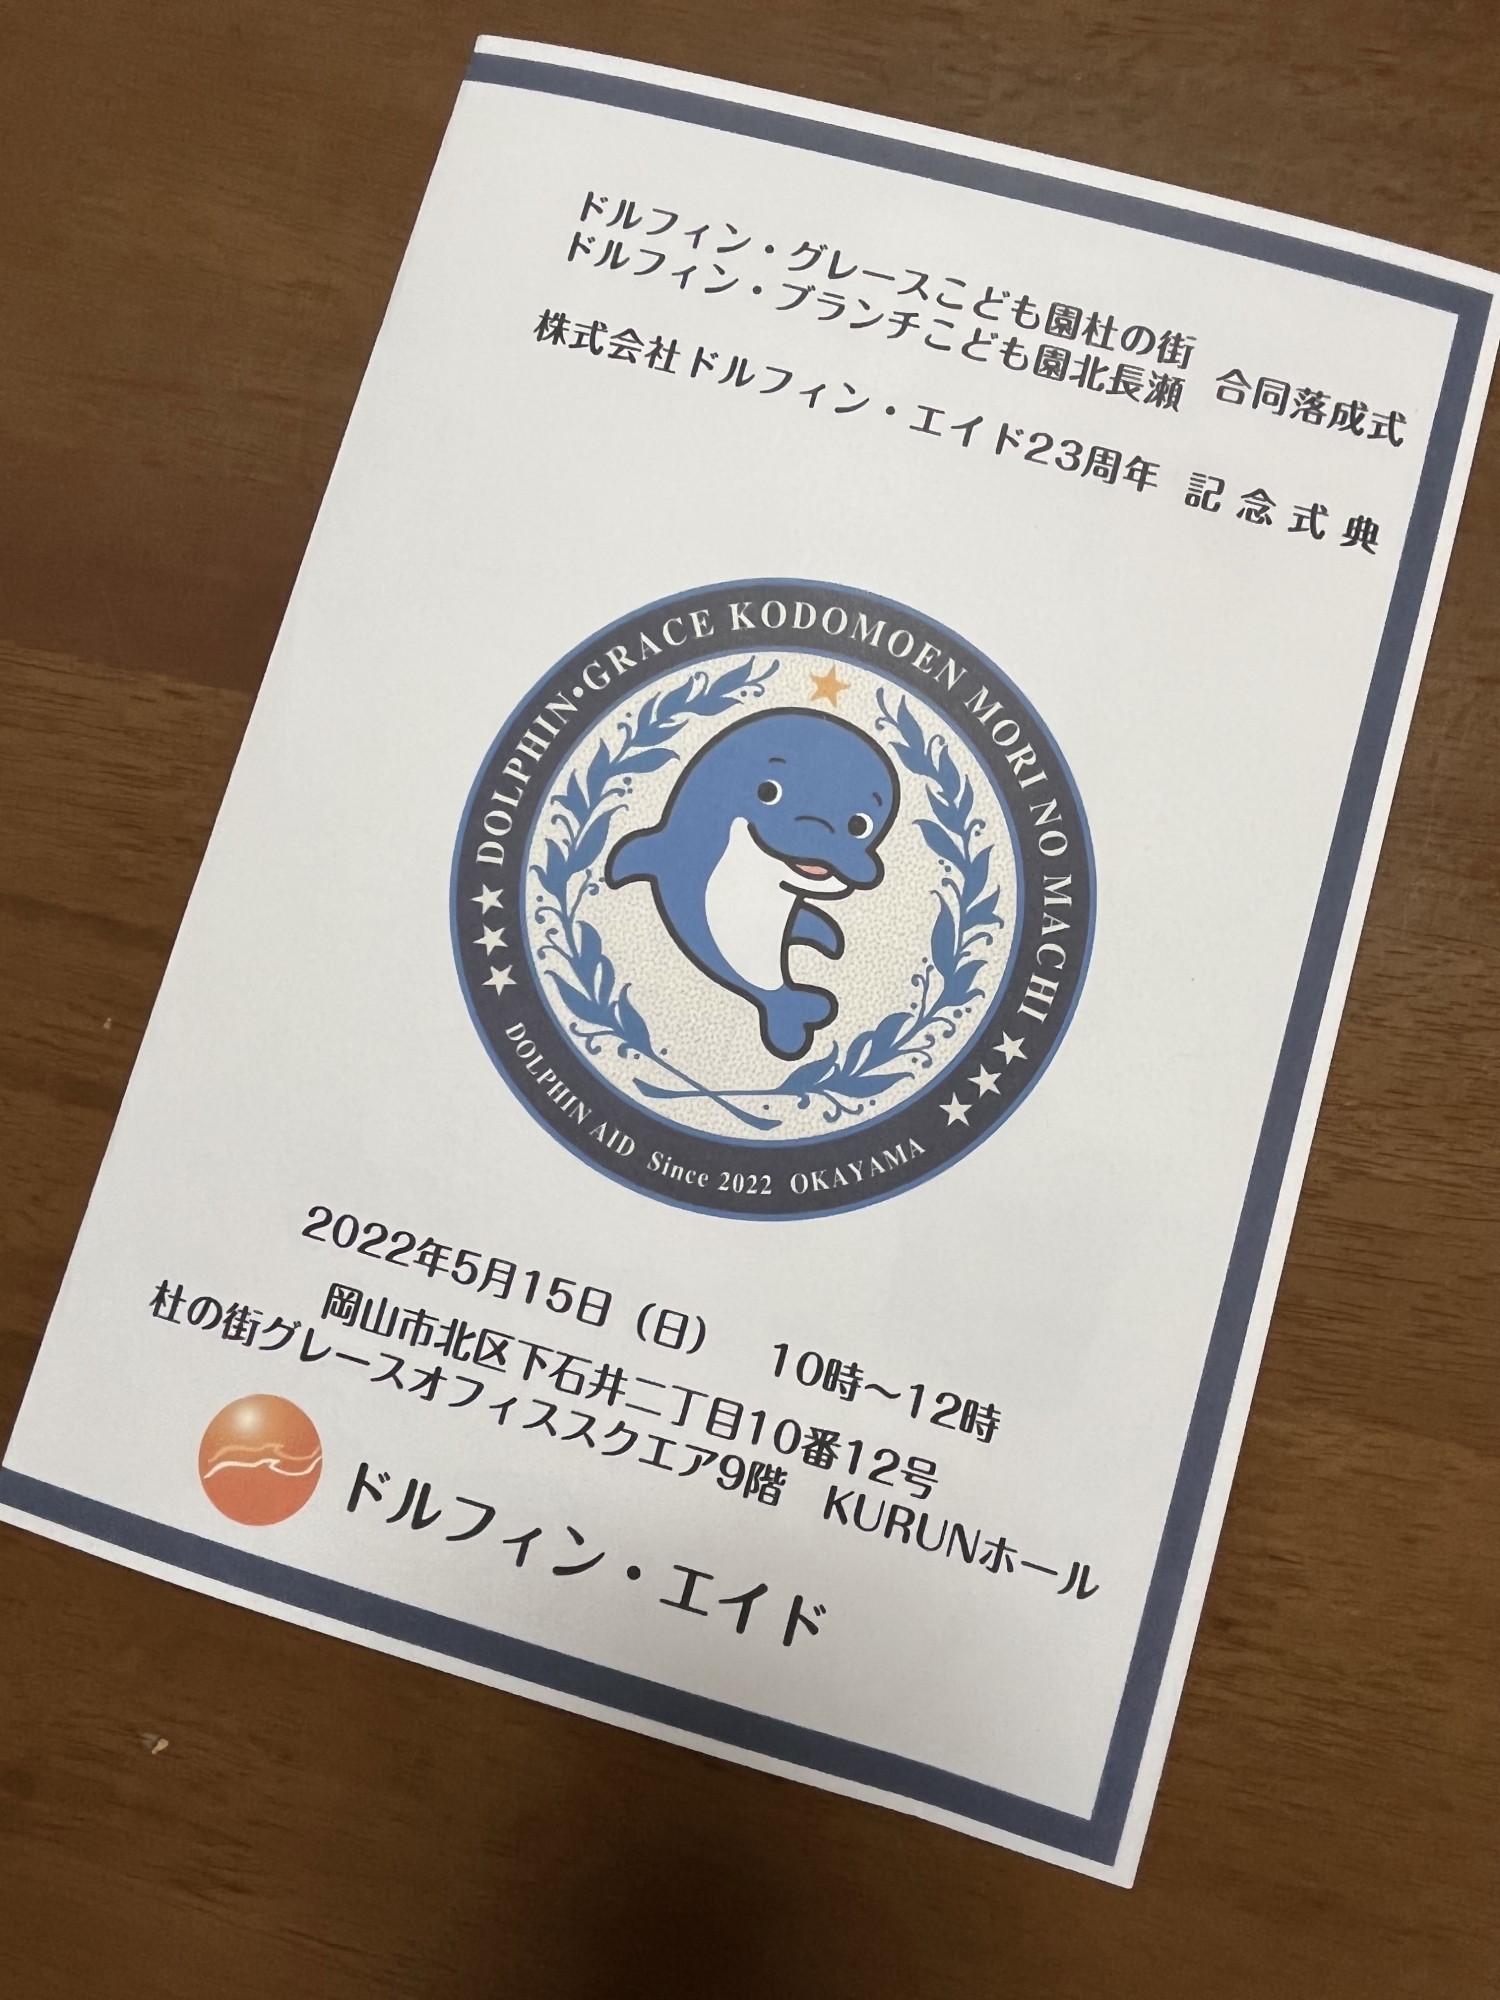 ドルフィン・グレースこども園杜の街
ドルフィン・ブランチこども園北長瀬
合同落成式
株式会社ドルフィン・エイド23周年 記念式典
DOLPHIN•GRACE KODOMOEN MORI NO MACHI
DOLPHIN AID Since 2022 OKAYAMA
2022年5月15日（日） 10時～12時
岡山市北区下石井二丁目10番12号
杜の街グレースオフィススクエア9階 KURUNホール
ドルフィン・エイド